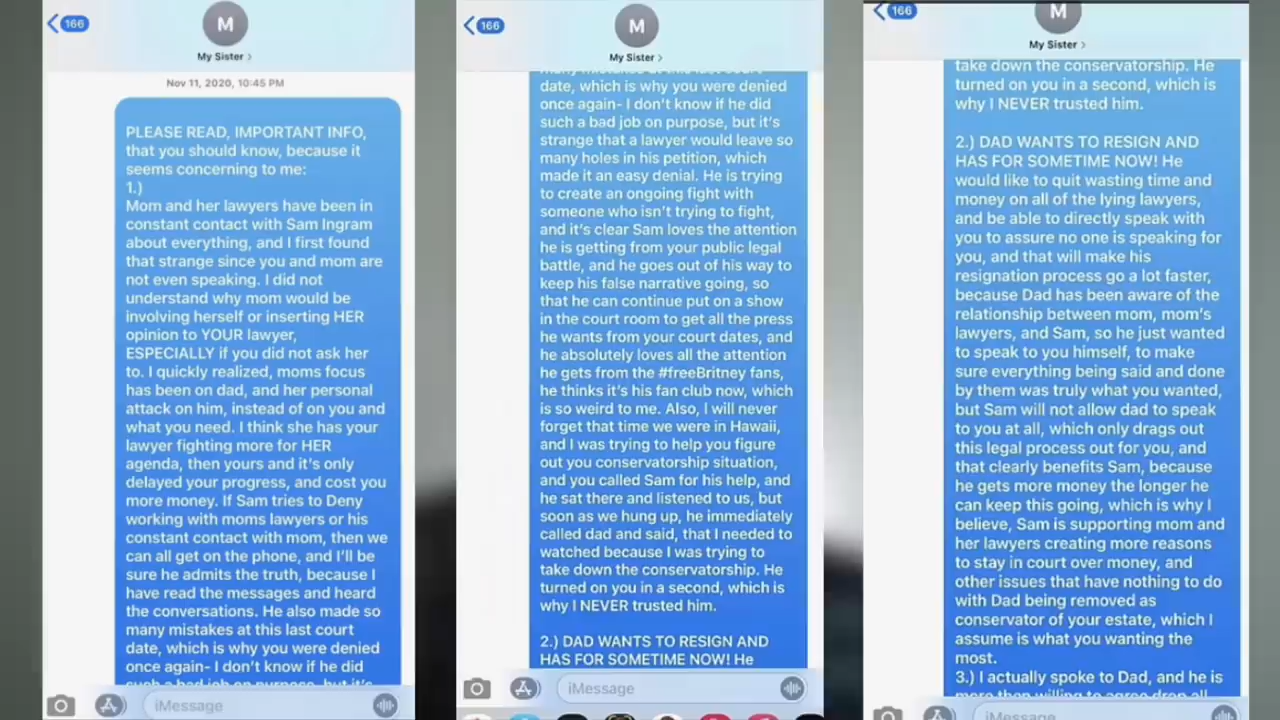 166
M
My Sister >
Nov 11, 2020, 10:45 PM
PLEASE READ, IMPORTANT INFO,
that you should know, because it
seems concerning to me:
1.)
Mom and her lawyers have been in
constant contact with Sam Ingram
about everything, and I first found
that strange since you and mom are
not even speaking. I did not
understand why mom would be
involving herself or inserting HER
opinion to YOUR lawyer,
ESPECIALLY if you did not ask her
to. I quickly realized, moms focus
has been on dad, and her personal
attack on him, instead of on you and
what you need. I think she has your
lawyer fighting more for HER
agenda, then yours and it's only
delayed your progress, and cost you
more money. If Sam tries to Deny
working with moms lawyers or his
constant contact with mom, then we
can all get on the phone, and I'll be
sure he admits the truth, because I
have read the messages and heard
the conversations. He also made so
many mistakes at this last court
date, which is why you were denied
once again- I don't know if he did
such a bad job on purpose, but it's
iMessage
166
M
My Sister >
many mistakes at this last court
date, which is why you were denied
once again- I don't know if he did
such a bad job on purpose, but it's
strange that a lawyer would leave so
many holes in his petition, which
made it an easy denial. He is trying
to create an ongoing fight with
someone who isn't trying to fight,
and it's clear Sam loves the attention
he is getting from your public legal
battle, and he goes out of his way to
keep his false narrative going, so
that he can continue put on a show
in the court room to get all the press
he wants from your court dates, and
he absolutely loves all the attention
he gets from the #freeBritney fans,
he thinks it's his fan club now, which
is so weird to me. Also, I will never
forget that time we were in Hawaii,
and I was trying to help you figure
out you conservatorship situation,
and you called Sam for his help, and
he sat there and listened to us, but
soon as we hung up, he immediately
called dad and said, that I needed to
watched because I was trying to
take down the conservatorship. He
turned on you in a second, which is
why I NEVER trusted him.
2.) DAD WANTS TO RESIGN AND
HAS FOR SOMETIME NOW! He
iMessage
166
M
My Sister >
take down the conservatorship. He
turned on you in a second, which is
why I NEVER trusted him.
2.) DAD WANTS TO RESIGN AND
HAS FOR SOMETIME NOW! He
would like to quit wasting time and
money on all of the lying lawyers,
and be able to directly speak with
you to assure no one is speaking for
you, and that will make his
resignation process go a lot faster,
because Dad has been aware of the
relationship between mom, mom's
lawyers, and Sam, so he just wanted
to speak to you himself, to make
sure everything being said and done
by them was truly what you wanted,
but Sam will not allow dad to speak
to you at all, which only drags out
this legal process out for you, and
that clearly benefits Sam, because
he gets more money the longer he
can keep this going, which is why I
believe, Sam is supporting mom and
her lawyers creating more reasons
to stay in court over money, and
other issues that have nothing to do
with Dad being removed as
conservator of your estate, which I
assume is what you wanting the
most.
3.) I actually spoke to Dad, and he is
more then willing to agree drop all
iMessage